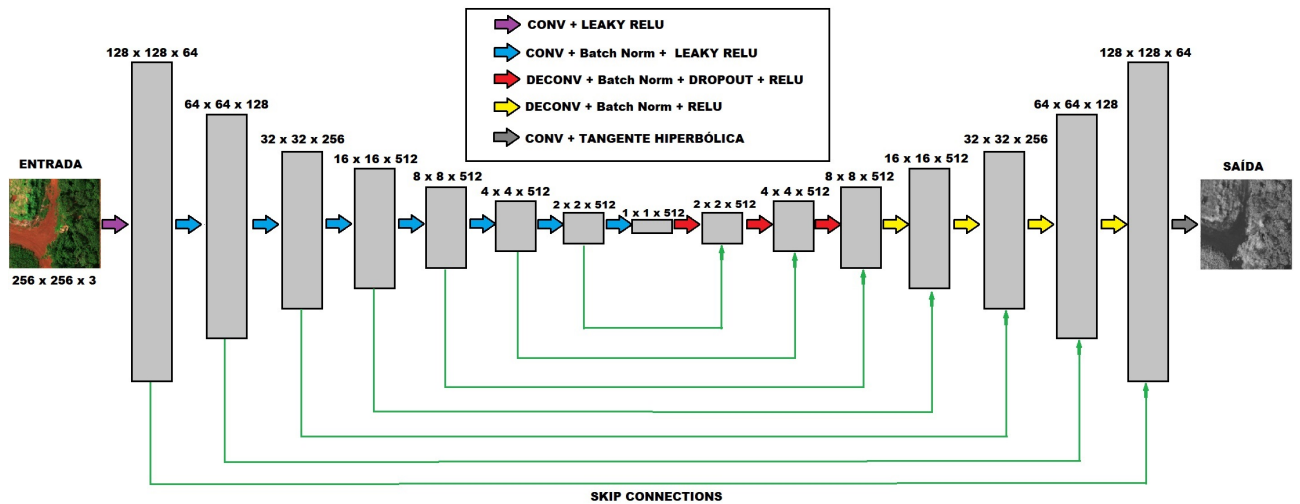 CONV + LEAKY RELU
CONV + Batch Norm + LEAKY RELU
DECONV + Batch Norm + DROPOUT + RELU
DECONV + Batch Norm + RELU
CONV + TANGENTE HIPERBÓLICA
ENTRADA
256 x 256 x 3
128 x 128 x 64
64 x 64 x 128
32 x 32 x 256
16 x 16 x 512
8 x 8 x 512
4 x 4 x 512
2 x 2 x 512
1 x 1 x 512
2 x 2 x 512
4 x 4 x 512
8 x 8 x 512
16 x 16 x 512
32 x 32 x 256
64 x 64 x 128
128 x 128 x 64
SAÍDA
SKIP CONNECTIONS